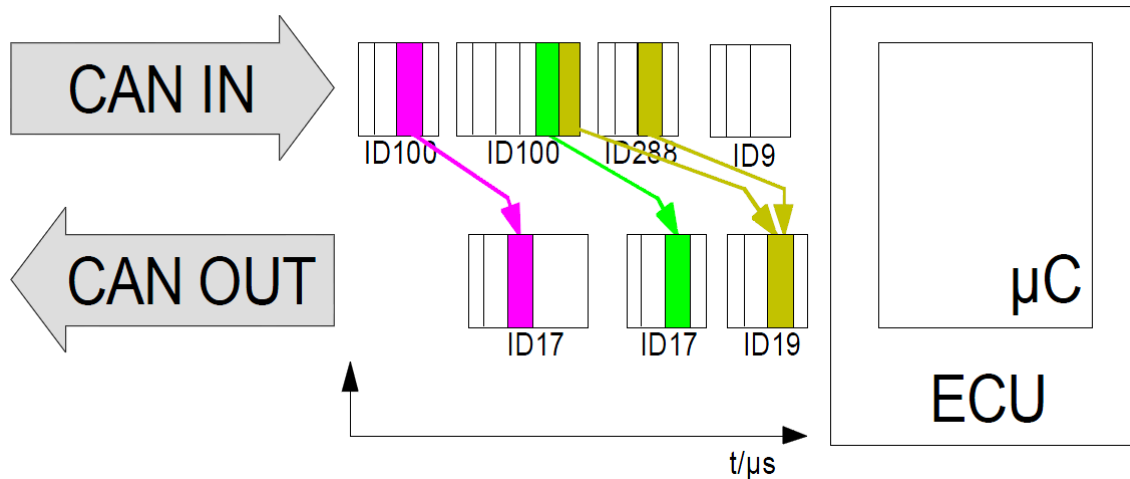 CAN IN
ID100
ID100
ID288
ID9
CAN OUT
ID17
ID17
ID19
µC
ECU
t/µs